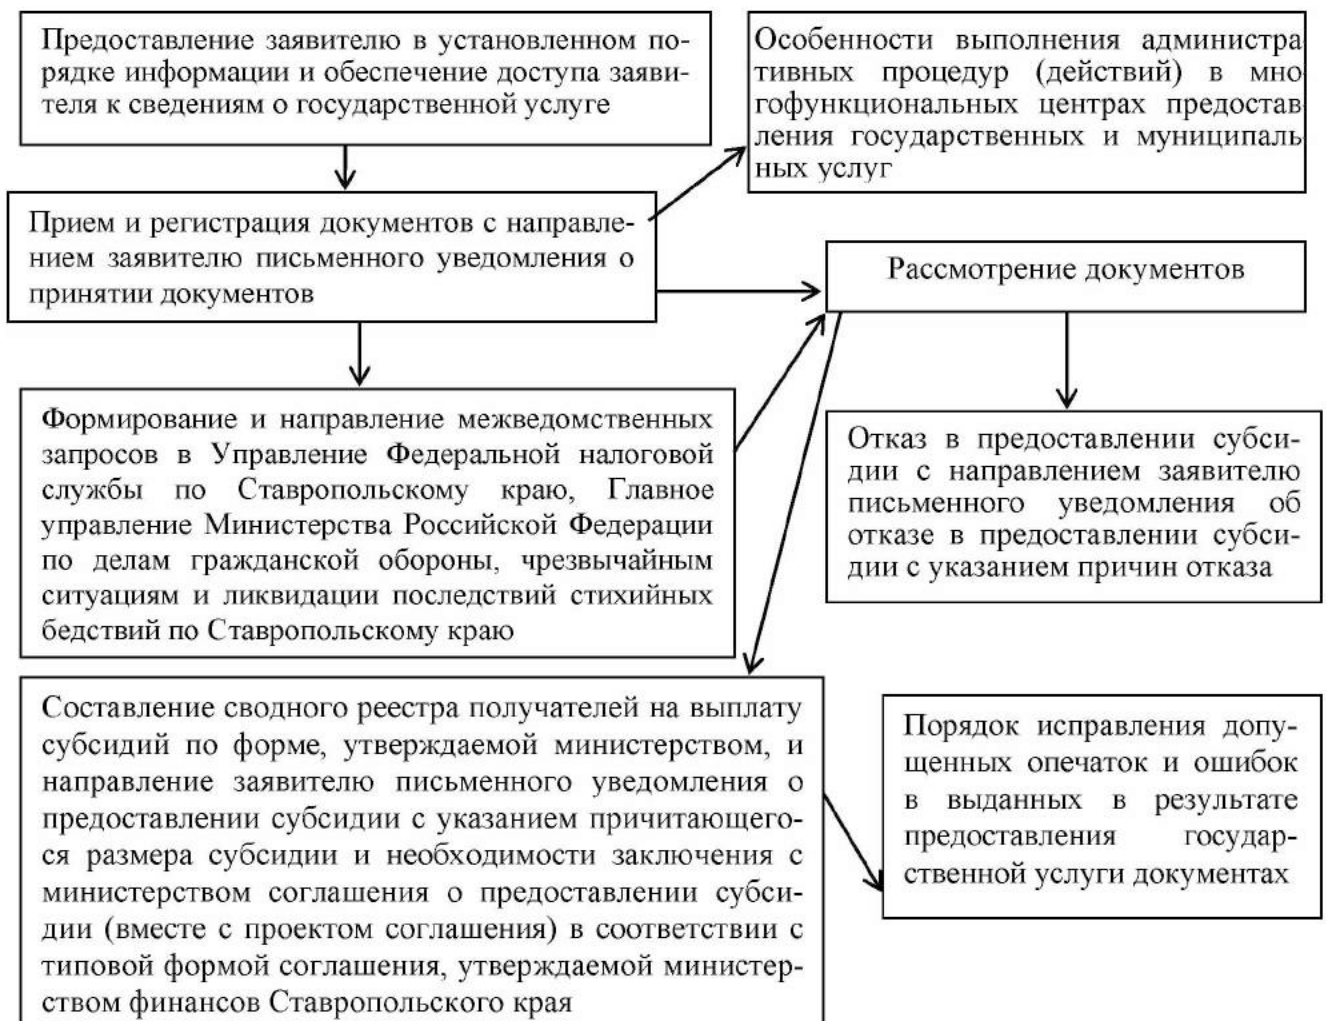 Предоставление заявителю в установленном по-
рядке информации и обеспечение доступа заяви-
теля к сведениям о государственной услуге
Особенности выполнения администра
тивных процедур (действий) в мно
гофункциональных центрах предостав
ления государственных и муниципаль
ных услуг
Прием и регистрация документов с направле-
нием заявителю письменного уведомления о
принятии документов
Рассмотрение документов
Формирование и направление межведомственных
запросов в Управление Федеральной налоговой
службы по Ставропольскому краю, Главное
управление Министерства Российской Федерации
по делам гражданской обороны, чрезвычайным
ситуациям и ликвидации последствий стихийных
бедствий по Ставропольскому краю
Отказ в предоставлении субси-
дии с направлением заявителю
письменного уведомления об
отказе в предоставлении субси-
дии с указанием причин отказа
Составление сводного реестра получателей на выплату
субсидий по форме, утверждаемой министерством, и
направление заявителю письменного уведомления о
предоставлении субсидии с указанием причитающего-
ся размера субсидии и необходимости заключения с
министерством соглашения о предоставлении субси-
дии (вместе с проектом соглашения) в соответствии с
типовой формой соглашения, утверждаемой министер-
ством финансов Ставропольского края
Порядок исправления допу-
щенных опечаток и ошибок
в выданных в результате
предоставления государ-
ственной услуги документах